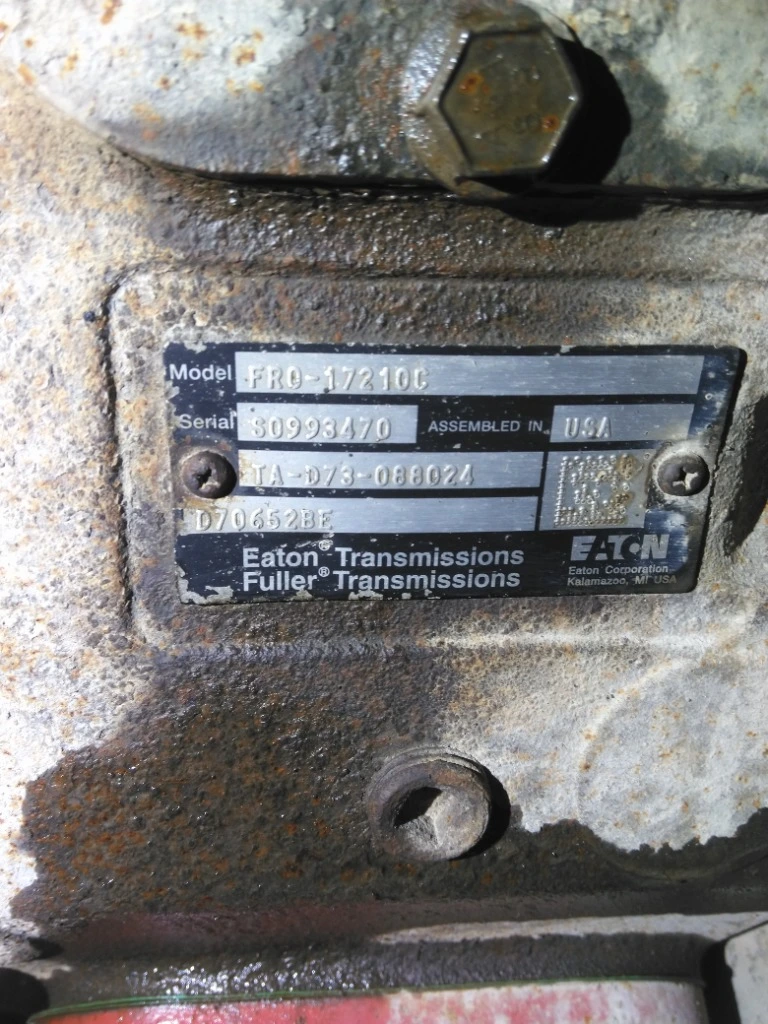 Model FRO-17210C
Serial S0993470 ASSEMBLED IN USA
TA-D73-088024
D70652BE
Eaton® Transmissions EATON
Fuller® Transmissions Eaton Corporation
Kalamazoo, MI USA